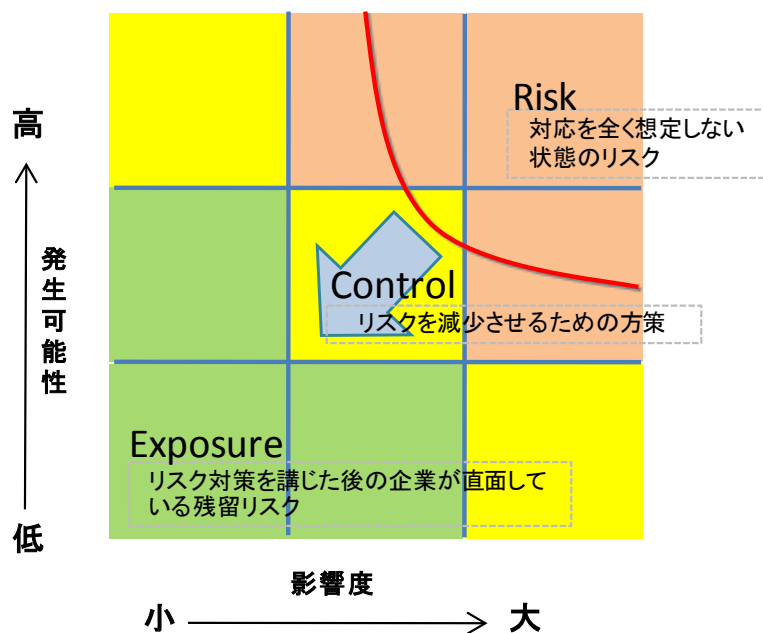 高
Risk
対応を全く想定しない
状態のリスク
発生可能性
Control
リスクを減少させるための方策
Exposure
リスク対策を講じた後の企業が直面して
いる残留リスク
低
影響度
小
大